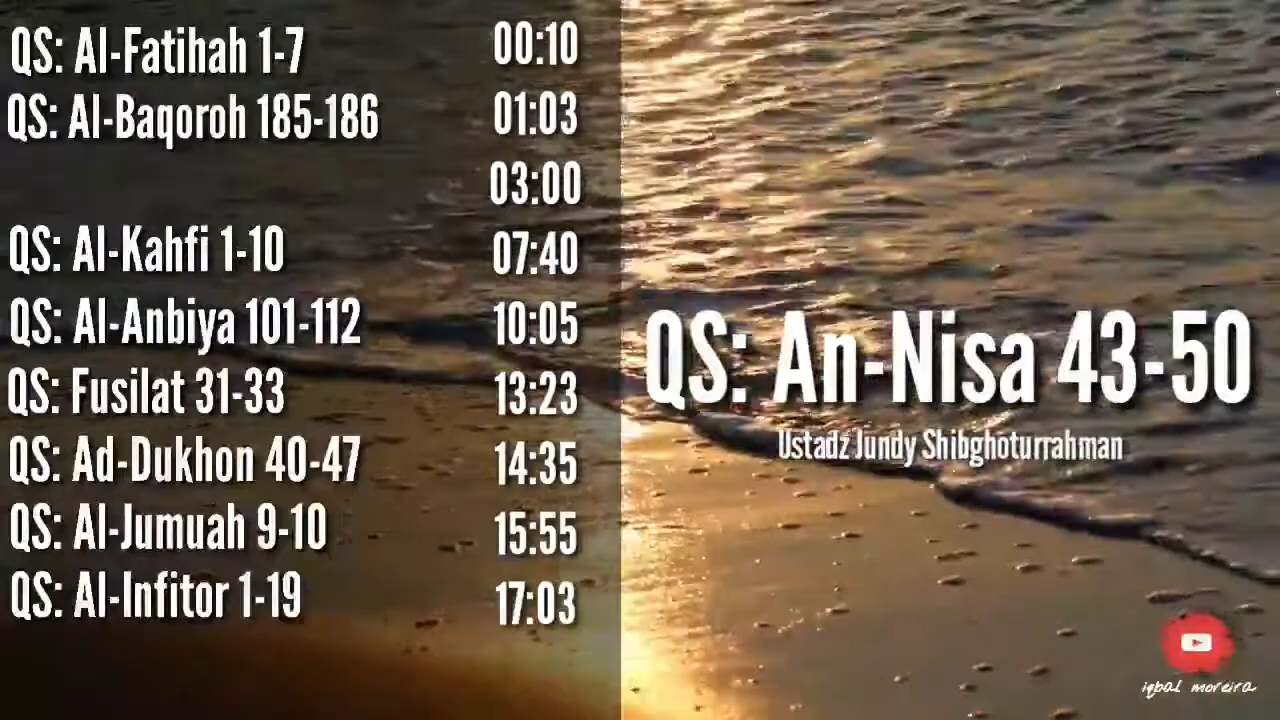 QS: Al-Fatihah 1-7 00:10
QS: Al-Baqoroh 185-186 01:03
03:00
QS: Al-Kahfi 1-10 07:40
QS: Al-Anbiya 101-112 10:05
QS: Fusilat 31-33 13:23
QS: Ad-Dukhon 40-47 14:35
QS: Al-Jumuah 9-10 15:55
QS: Al-Infitor 1-19 17:03
QS: An-Nisa 43-50
Ustadz Jundy Shibghoturrahman
iqbal moreira